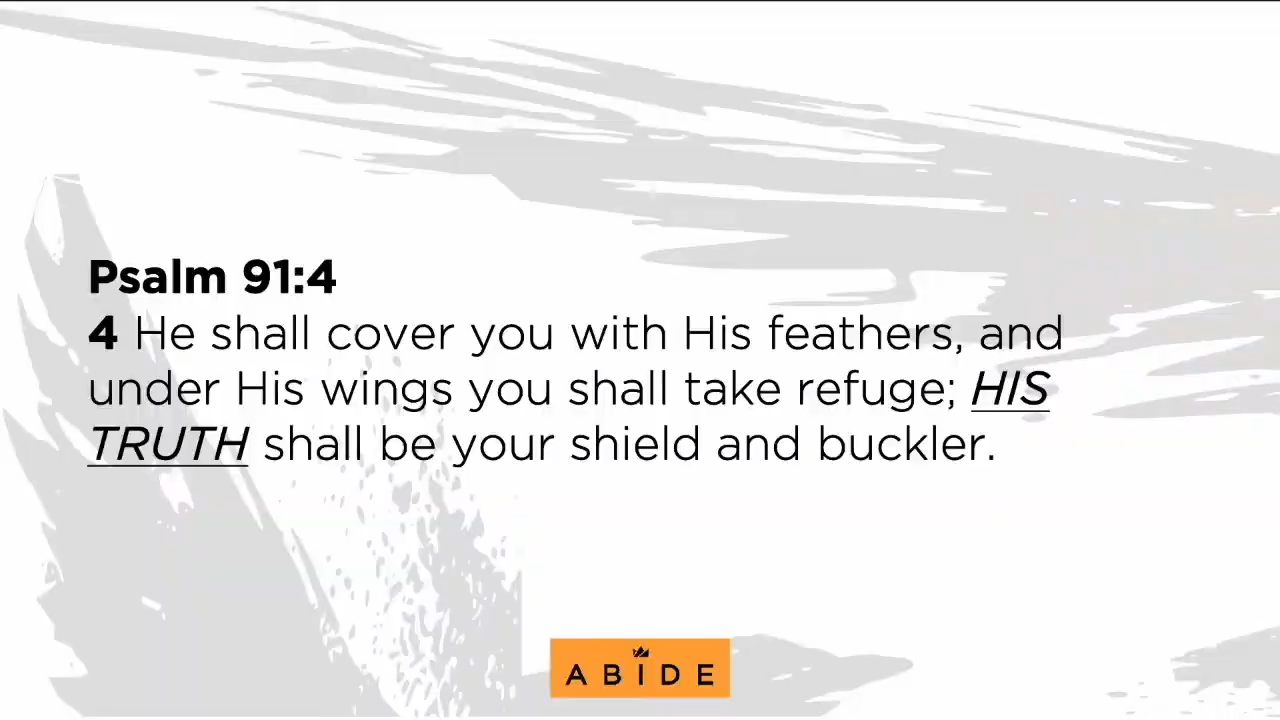 Psalm 91:4
4 He shall cover you with His feathers, and
under His wings you shall take refuge; HIS
TRUTH shall be your shield and buckler.
ABIDE